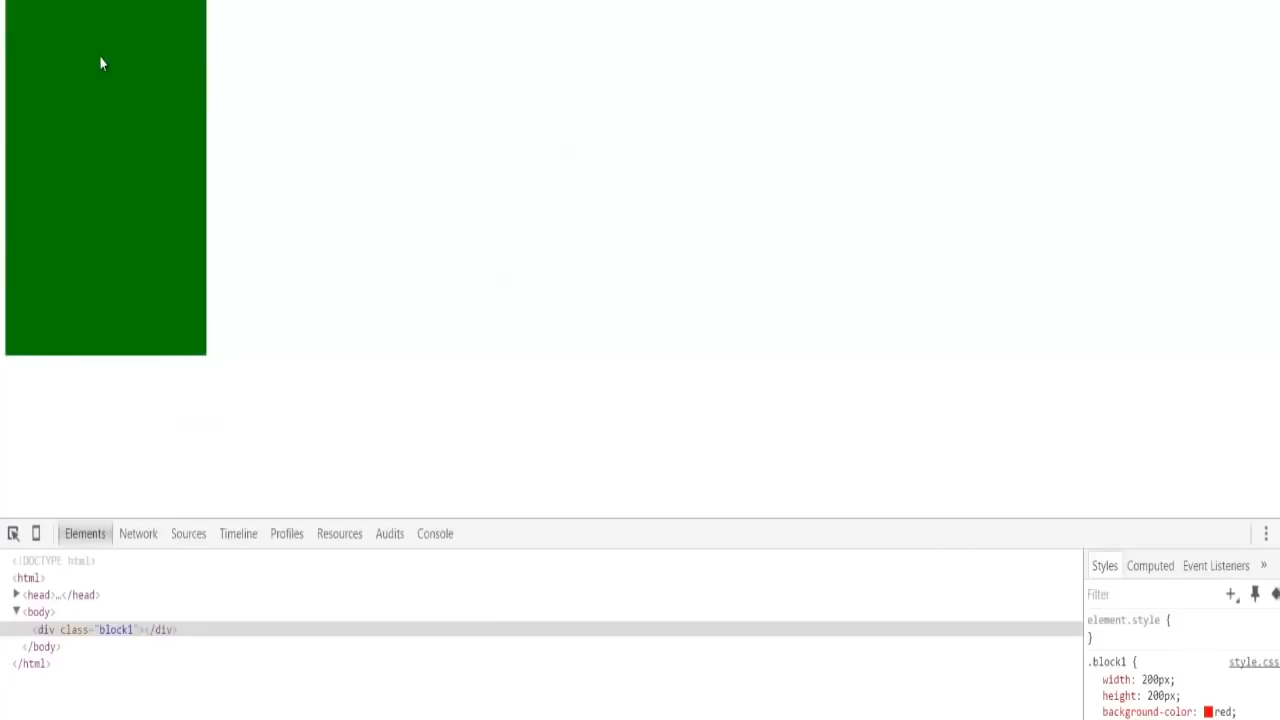 Elements Network Sources Timeline Profiles Resources Audits Console
<!DOCTYPE html>
<html>
<head>…</head>
<body>
<div class="block1"></div>
</body>
</html>
Styles Computed Event Listeners »
Filter
element.style {
}
.block1 { style.css
width: 200px;
height: 200px;
background-color: red;